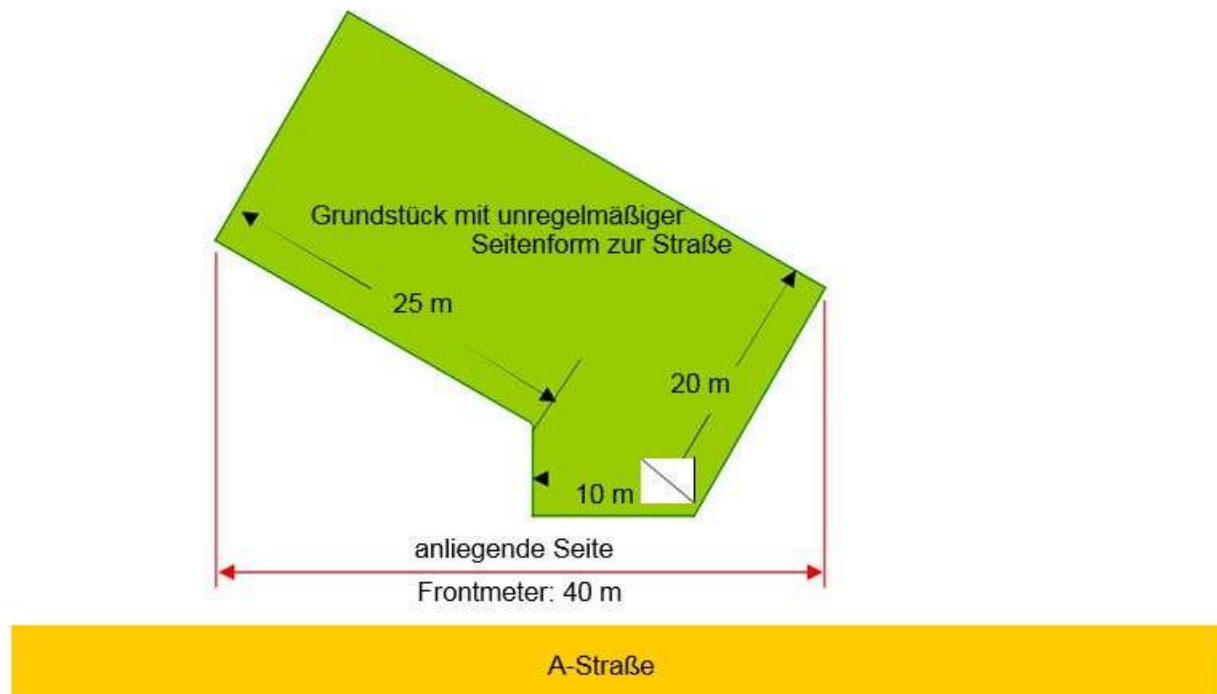 Grundstück mit unregelmäßiger
Seitenform zur Straße
25 m
20 m
10 m
anliegende Seite
Frontmeter: 40 m
A-Straße